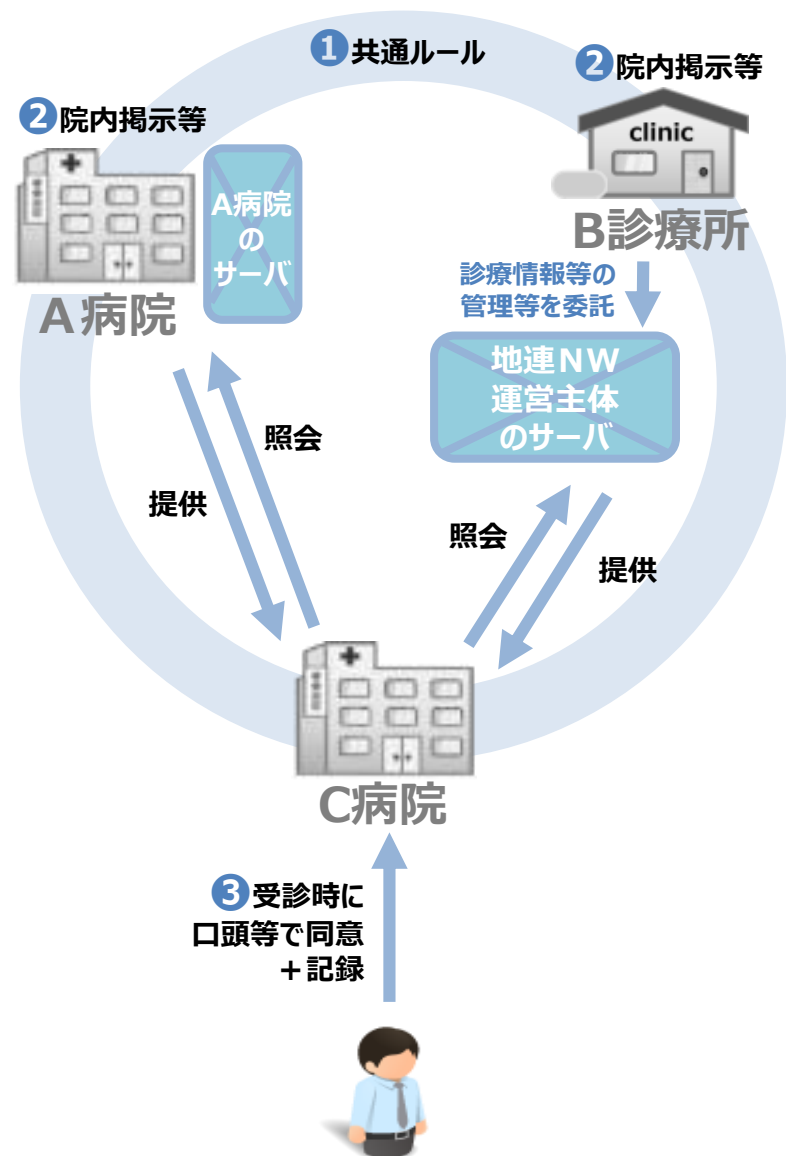 ❶共通ルール
❷院内掲示等
❷院内掲示等
clinic
A病院
の
サーバ
B診療所
A病院
診療情報等の
管理等を委託
地連NW
運営主体
のサーバ
照会
提供
照会
提供
C病院
❸受診時に
口頭等で同意
＋記録